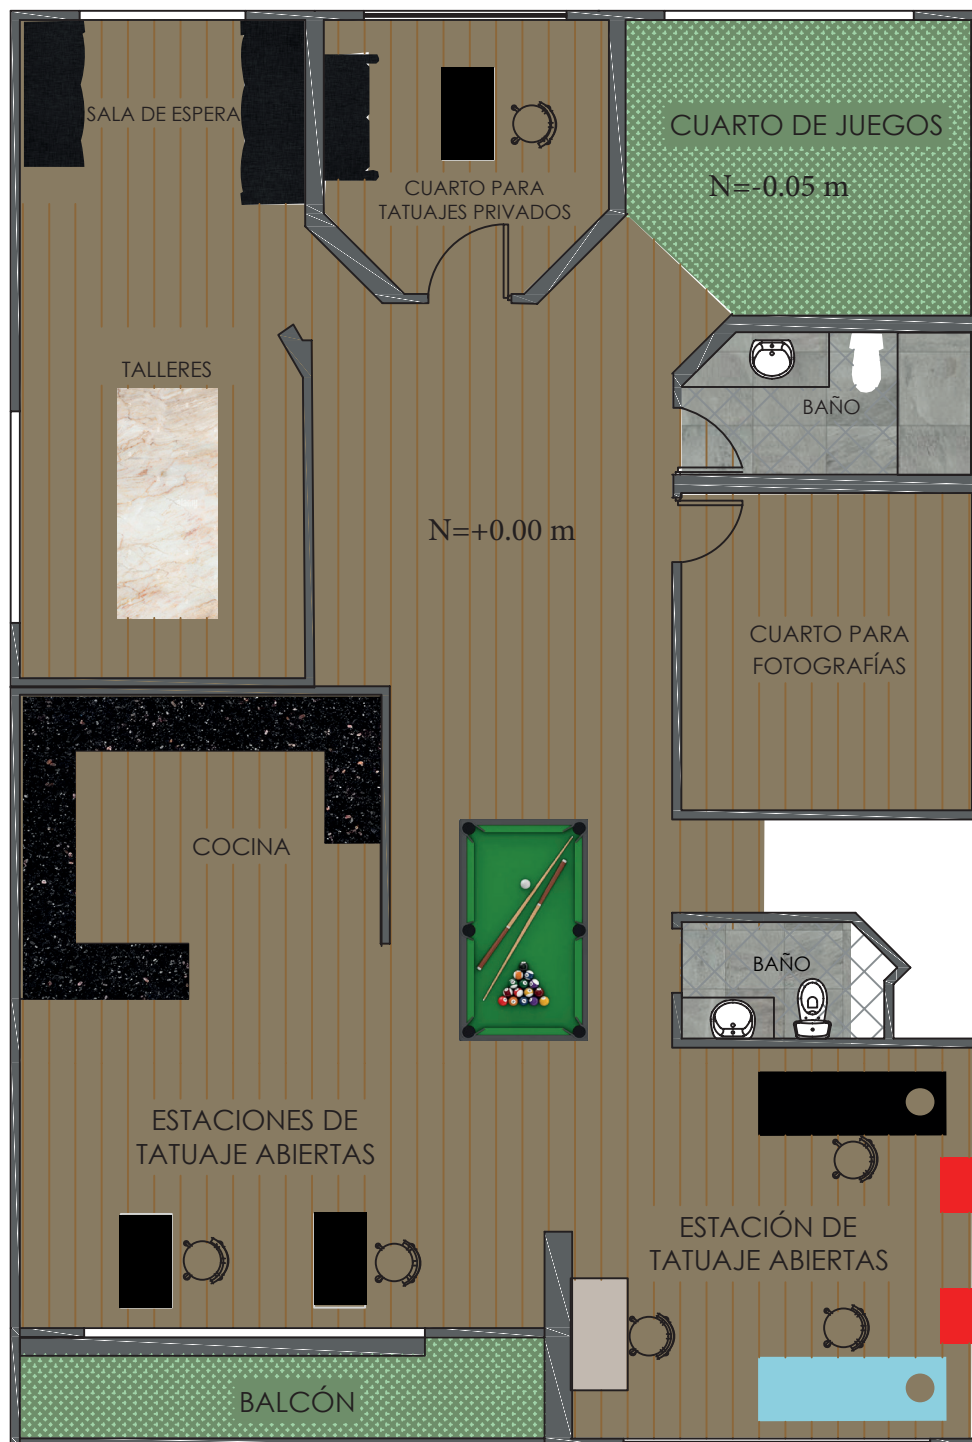 SALA DE ESPERA
CUARTO PARA
TATUAJES PRIVADOS
CUARTO DE JUEGOS
N=-0.05 m
TALLERES
BAÑO
N=+0.00 m
CUARTO PARA
FOTOGRAFÍAS
COCINA
BAÑO
ESTACIONES DE
TATUAJE ABIERTAS
ESTACIÓN DE
TATUAJE ABIERTAS
BALCÓN